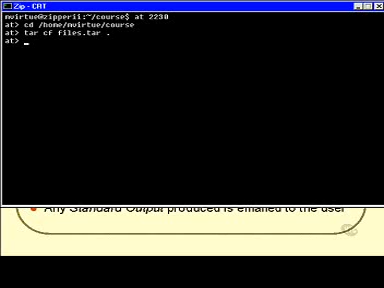 Zip - CAT
mvirtue@zipperii:~/course$ at 2230
at> cd /home/mvirtue/course
at> tar cf files.tar .
at>
Any Standard Output produced is emailed to the user